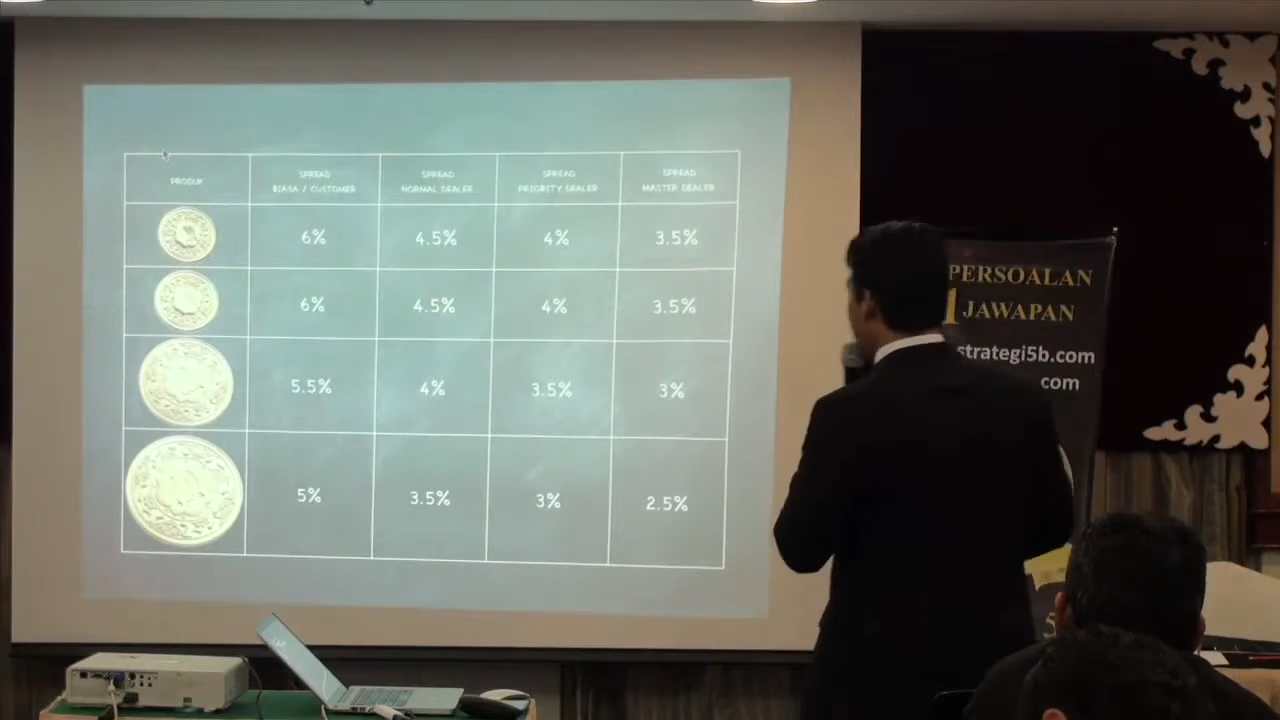 PRODUK
SPREAD
BIASA / CUSTOMER
SPREAD
NORMAL DEALER
SPREAD
PRIORITY DEALER
SPREAD
MASTER DEALER
6%
4.5%
4%
3.5%
6%
4.5%
4%
3.5%
5.5%
4%
3.5%
3%
5%
3.5%
3%
2.5%
PERSOALAN
1 JAWAPAN
strategi5b.com
.com